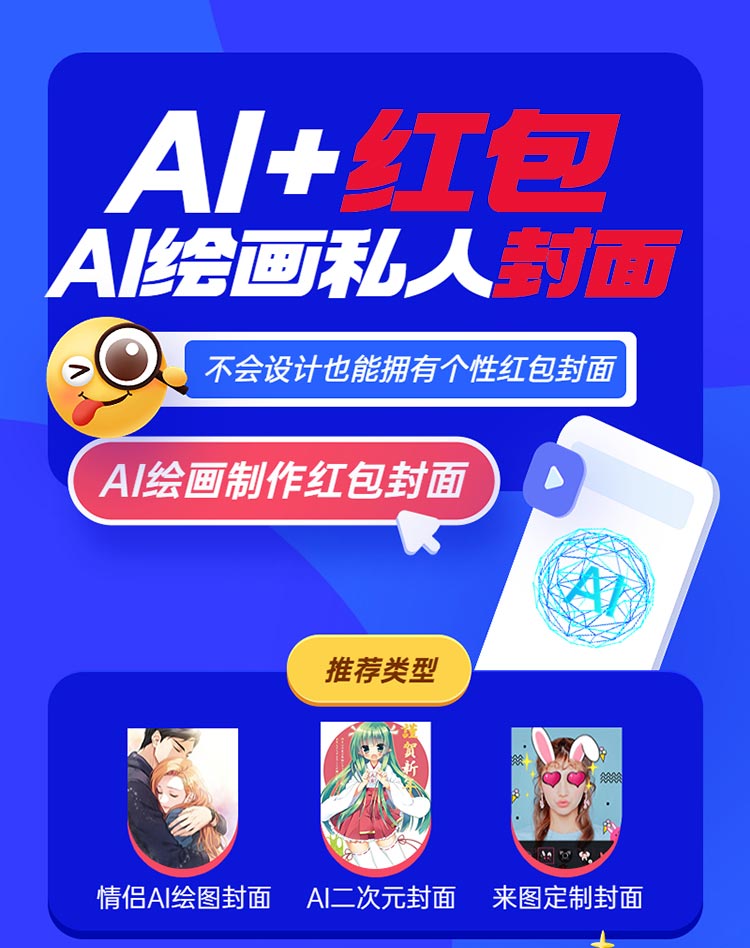 AI+红包
AI绘画私人封面
不会设计也能拥有个性红包封面
AI绘画制作红包封面
AI
推荐类型
謹賀新年
情侣AI绘图封面
AI二次元封面
来图定制封面